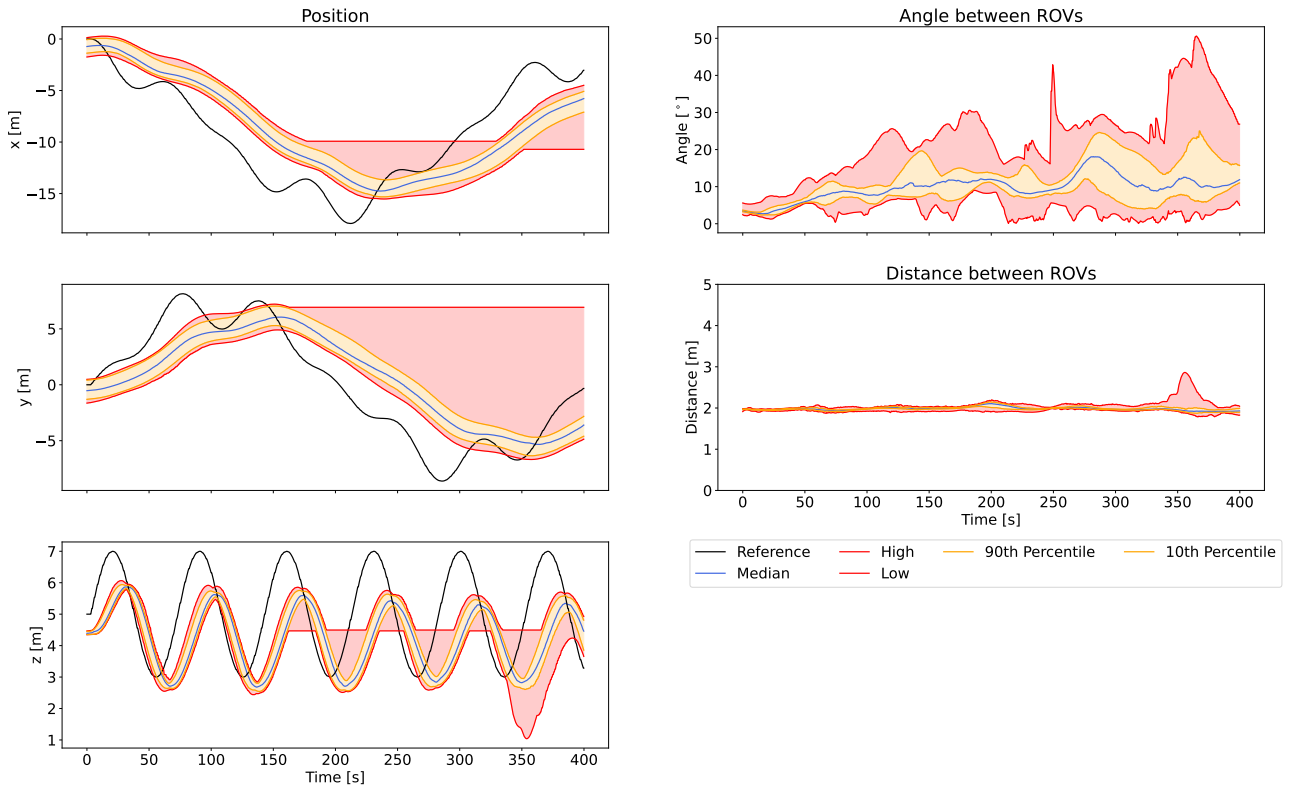 Position
0
−5
−10
−15
x [m]
5
0
−5
y [m]
7
6
5
4
3
2
1
z [m]
0 50 100 150 200 250 300 350 400
Time [s]
Angle between ROVs
50
40
30
20
10
0
Angle [°]
Distance between ROVs
5
4
3
2
1
0
Distance [m]
0 50 100 150 200 250 300 350 400
Time [s]
Reference High 90th Percentile 10th Percentile
Median Low